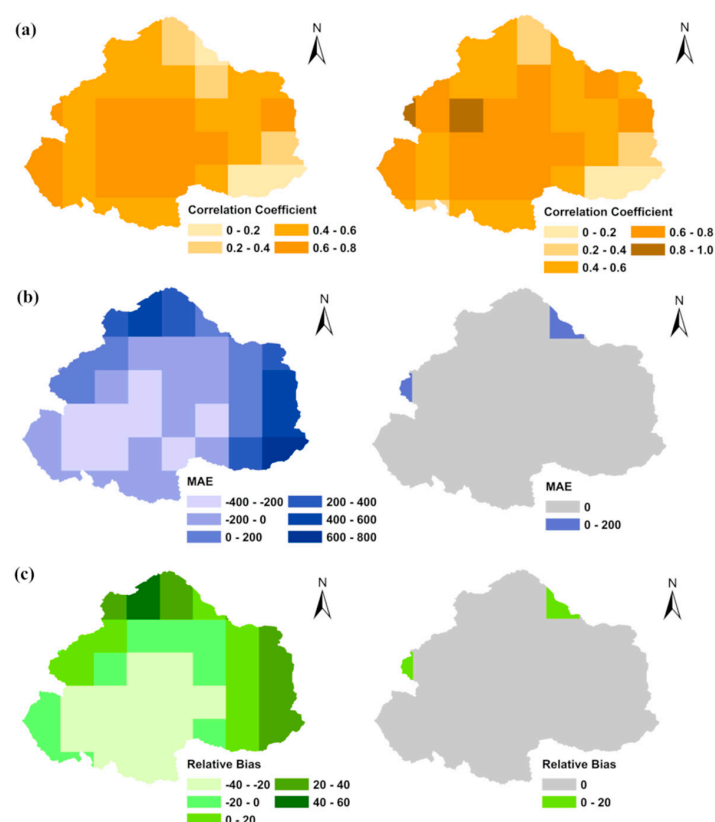 (a)
N
N
Correlation Coefficient
0 - 0.2 0.4 - 0.6
0.2 - 0.4 0.6 - 0.8
Correlation Coefficient
0 - 0.2 0.6 - 0.8
0.2 - 0.4 0.8 - 1.0
0.4 - 0.6
(b)
N
N
MAE
-400 - -200 200 - 400
-200 - 0 400 - 600
0 - 200 600 - 800
MAE
0
0 - 200
(c)
N
N
Relative Bias
-40 - -20 20 - 40
-20 - 0 40 - 60
0 - 20
Relative Bias
0
0 - 20